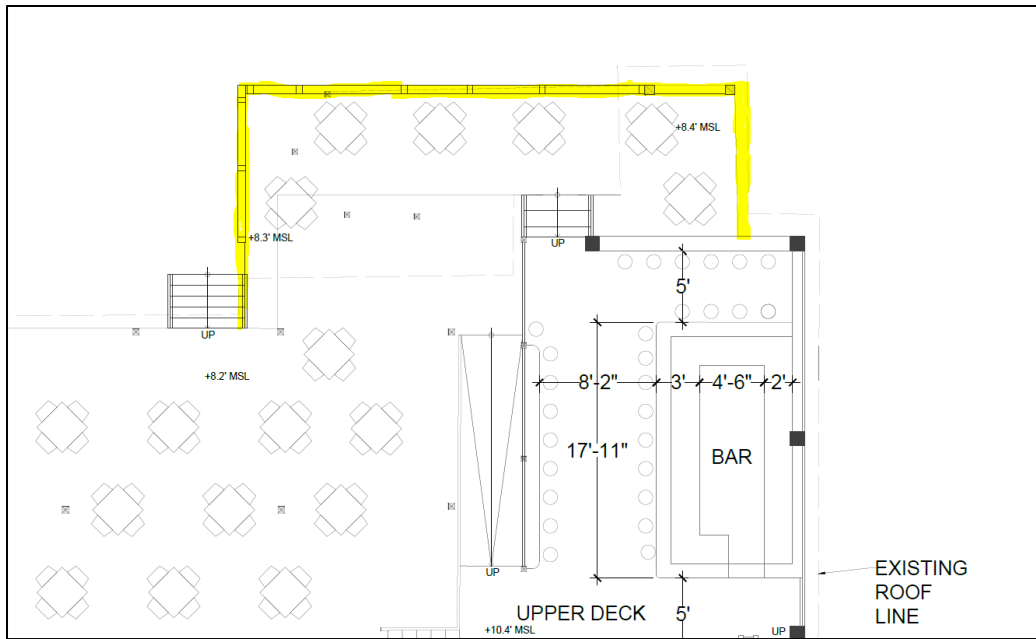 +8.4' MSL
+8.3' MSL
UP
UP
5'
+8.2' MSL
8'-2"
3'
4'-6"
2'
17'-11"
BAR
UP
EXISTING
ROOF
LINE
UPPER DECK
5'
+10.4' MSL
UP